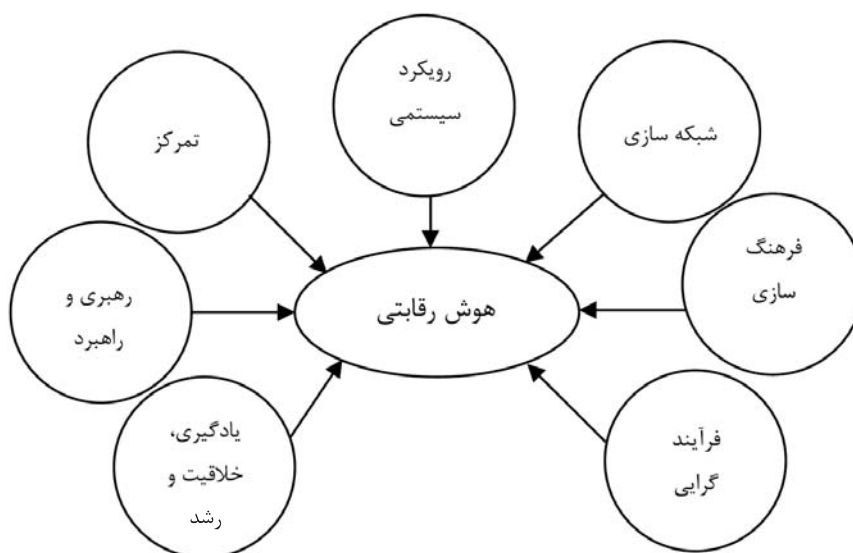 رویکرد
سیستمی
شبکه سازی
تمرکز
فرهنگ
سازی
رهبری و
راهبرد
هوش رقابتی
فرآیند
گرایی
یادگیری،
خلاقیت و
رشد